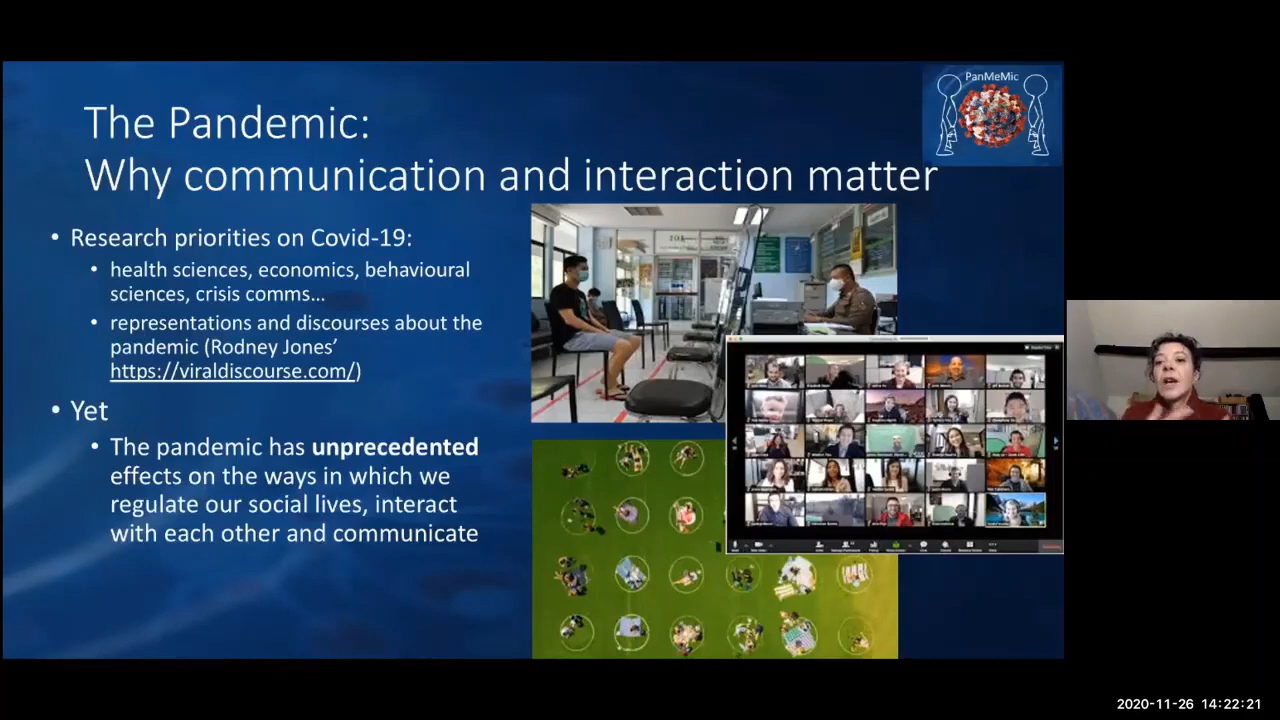 PanMeMic
The Pandemic:
Why communication and interaction matter
• Research priorities on Covid-19:
• health sciences, economics, behavioural
sciences, crisis comms…
• representations and discourses about the
pandemic (Rodney Jones’
https://viraldiscourse.com/)
• Yet
• The pandemic has unprecedented
effects on the ways in which we
regulate our social lives, interact
with each other and communicate
2020-11-26 14:22:21